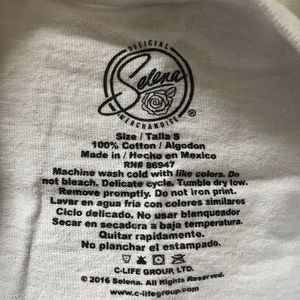 OFFICIAL
Selena
MERCHANDISE ®
Size / Talla S
100% Cotton / Algodon
Made in / Hecho en Mexico
RN# 86947
Machine wash cold with like colors. Do
not bleach. Delicate cycle. Tumble dry low.
Remove promptly. Do not iron print.
Lavar en agua fria con colores similares
Ciclo delicado. No usar blanqueador
Secar en secadora a baja temperatura.
Quitar rapidamente.
No planchar el estampado.
C-LIFE GROUP, LTD.
© 2016 Selena. All Rights Reserved.
www.c-lifegroup.com